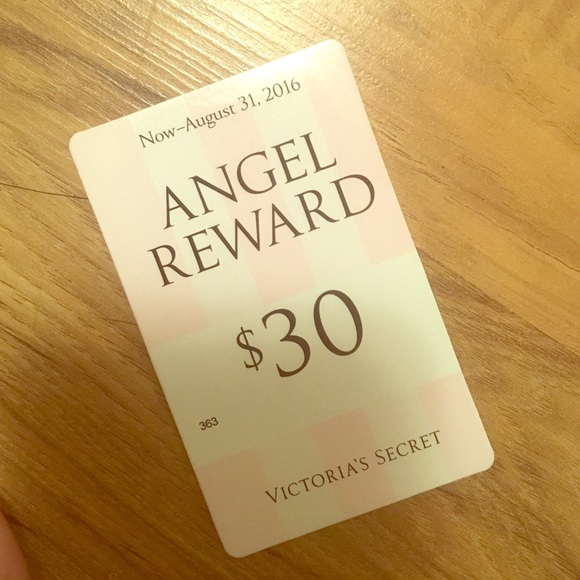 Now–August 31, 2016
ANGEL
REWARD
$30
363
VICTORIA'S SECRET